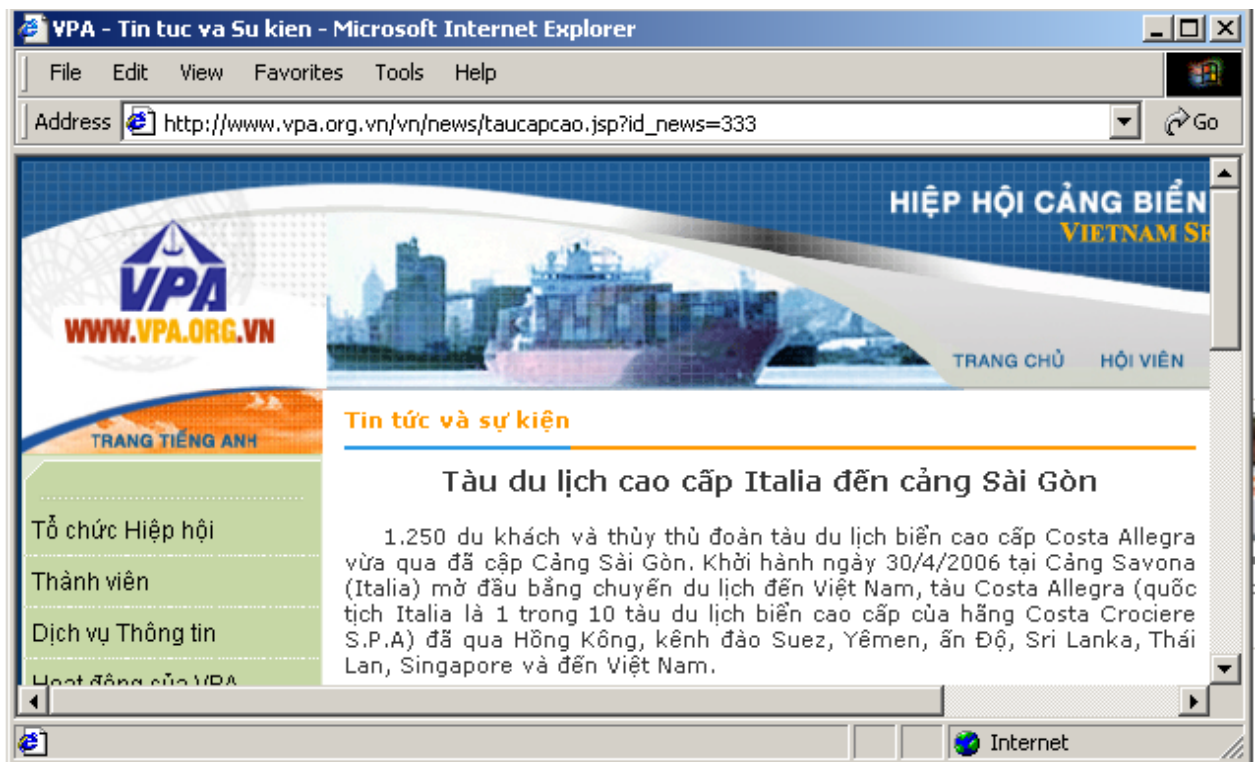 VPA - Tin tuc va Su kien - Microsoft Internet Explorer
File Edit View Favorites Tools Help
Address http://www.vpa.org.vn/vn/news/taucapcao.jsp?id_news=333 Go
HIỆP HỘI CẢNG BIỂN
VIETNAM
VPA
WWW.VPA.ORG.VN
TRANG CHỦ HỘI VIÊN
TRANG TIẾNG ANH
Tin tức và sự kiện
Tàu du lịch cao cấp Italia đến cảng Sài Gòn
Tổ chức Hiệp hội
Thành viên
Dịch vụ Thông tin
Hoạt động của VPA
1.250 du khách và thủy thủ đoàn tàu du lịch biển cao cấp Costa Allegra
vừa qua đã cập Cảng Sài Gòn. Khởi hành ngày 30/4/2006 tại Cảng Savona
(Italia) mở đầu bằng chuyến du lịch đến Việt Nam, tàu Costa Allegra (quốc
tịch Italia là 1 trong 10 tàu du lịch biển cao cấp của hãng Costa Crociere
S.P.A) đã qua Hồng Kông, kênh đào Suez, Yêmen, ấn Độ, Sri Lanka, Thái
Lan, Singapore và đến Việt Nam.
Internet